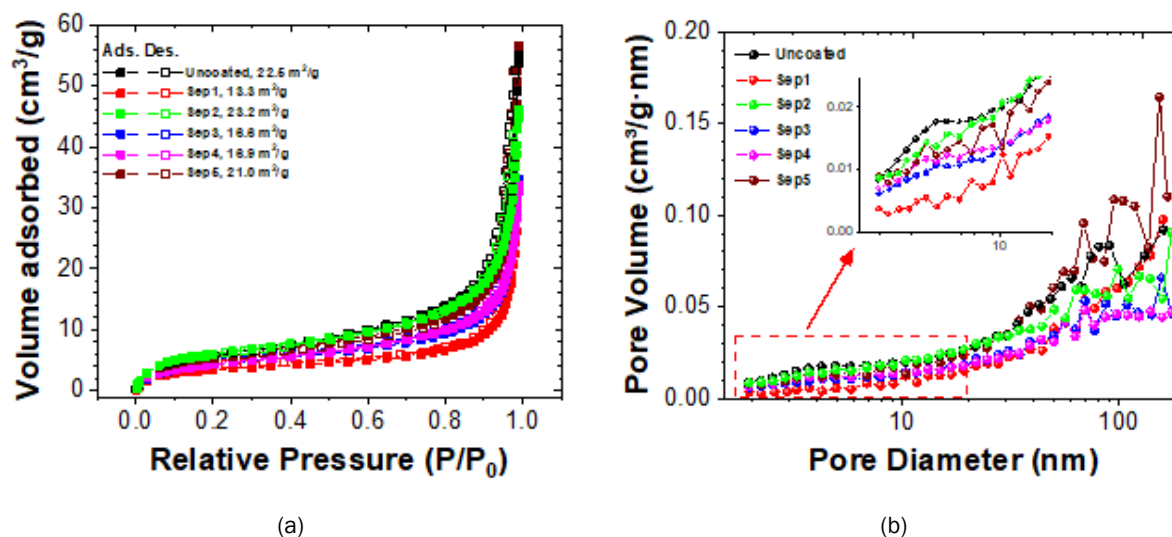 60
50
40
30
20
10
0
Volume adsorbed (cm³/g)
Ads. Des.
Uncoated, 22.5 m²/g
Sep1, 13.3 m²/g
Sep2, 23.2 m²/g
Sep3, 16.6 m²/g
Sep4, 16.9 m²/g
Sep5, 21.0 m²/g
0.0 0.2 0.4 0.6 0.8 1.0
Relative Pressure (P/P₀)
(a)
0.20
0.15
0.10
0.05
0.00
Pore Volume (cm³/g·nm)
Uncoated
Sep1
Sep2
Sep3
Sep4
Sep5
0.02
0.01
0.00
10
10 100
Pore Diameter (nm)
(b)